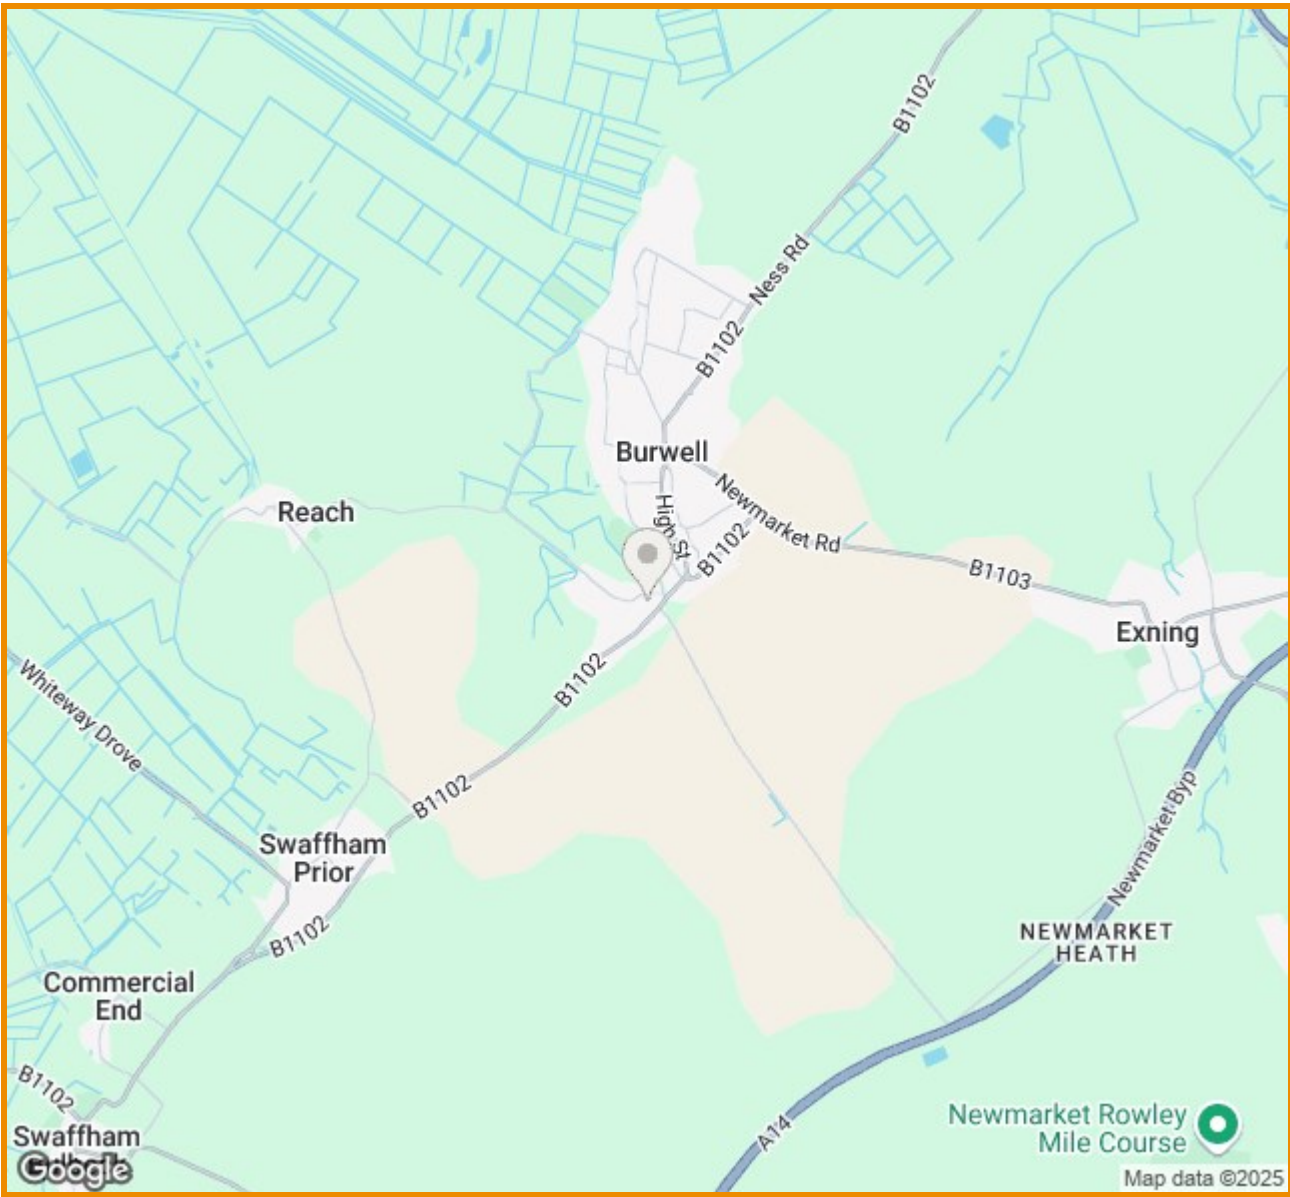 B1102
Ness Rd
B1102
Burwell
Newmarket Rd
High St
B1102
Reach
B1103
Exning
B1102
Whiteway Drove
B1102
Newmarket Byp
Swaffham
Prior
B1102
NEWMARKET
HEATH
Commercial
End
B1102
A14
Newmarket Rowley
Mile Course
Swaffham
Google
Map data ©2025